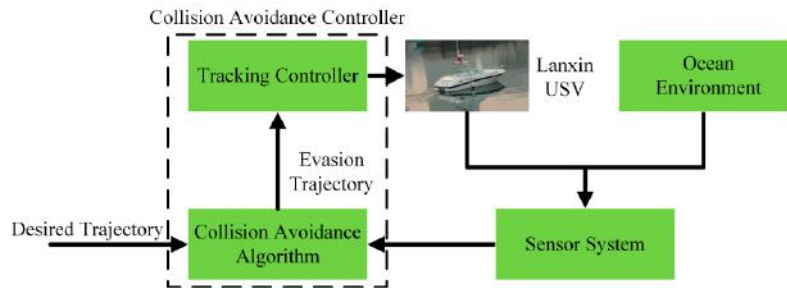 Collision Avoidance Controller
Tracking Controller
Lanxin
USV
Ocean
Environment
Evasion
Trajectory
Desired Trajectory
Collision Avoidance
Algorithm
Sensor System